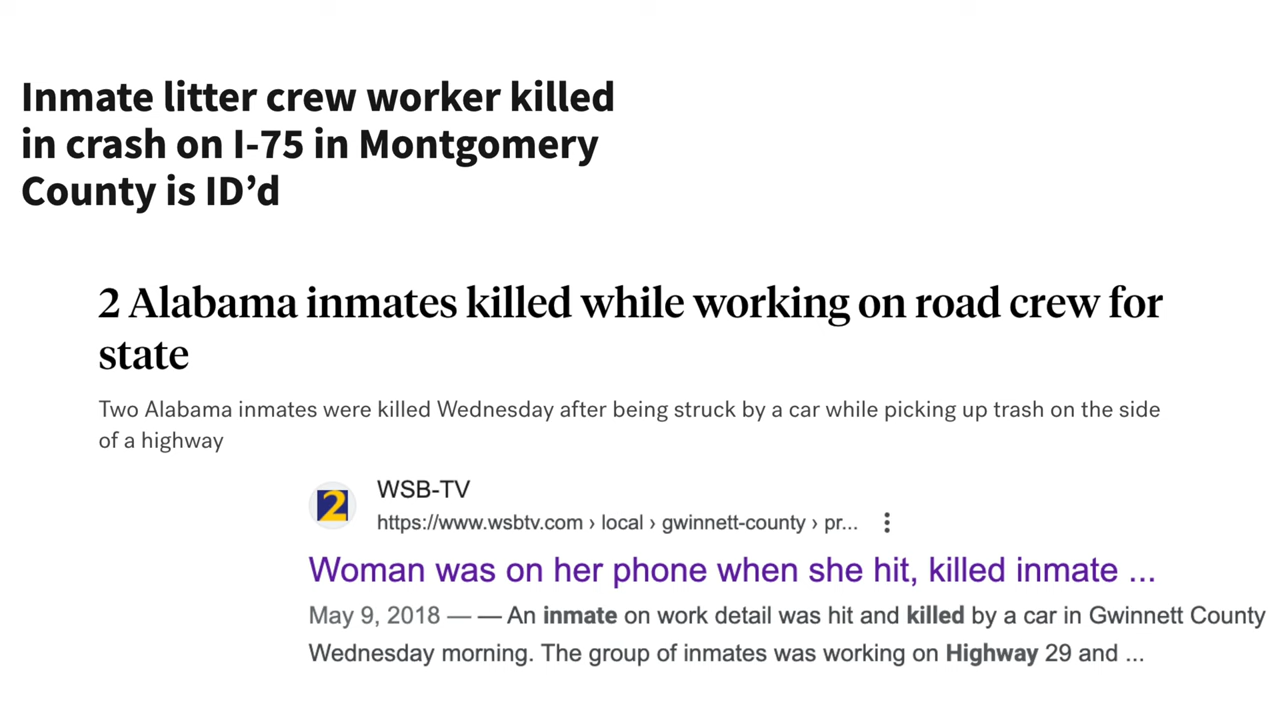 Inmate litter crew worker killed
in crash on I-75 in Montgomery
County is ID’d
2 Alabama inmates killed while working on road crew for
state
Two Alabama inmates were killed Wednesday after being struck by a car while picking up trash on the side
of a highway
2
WSB-TV
https://www.wsbtv.com › local › gwinnett-county › pr...
Woman was on her phone when she hit, killed inmate ...
May 9, 2018 — — An inmate on work detail was hit and killed by a car in Gwinnett County
Wednesday morning. The group of inmates was working on Highway 29 and ...